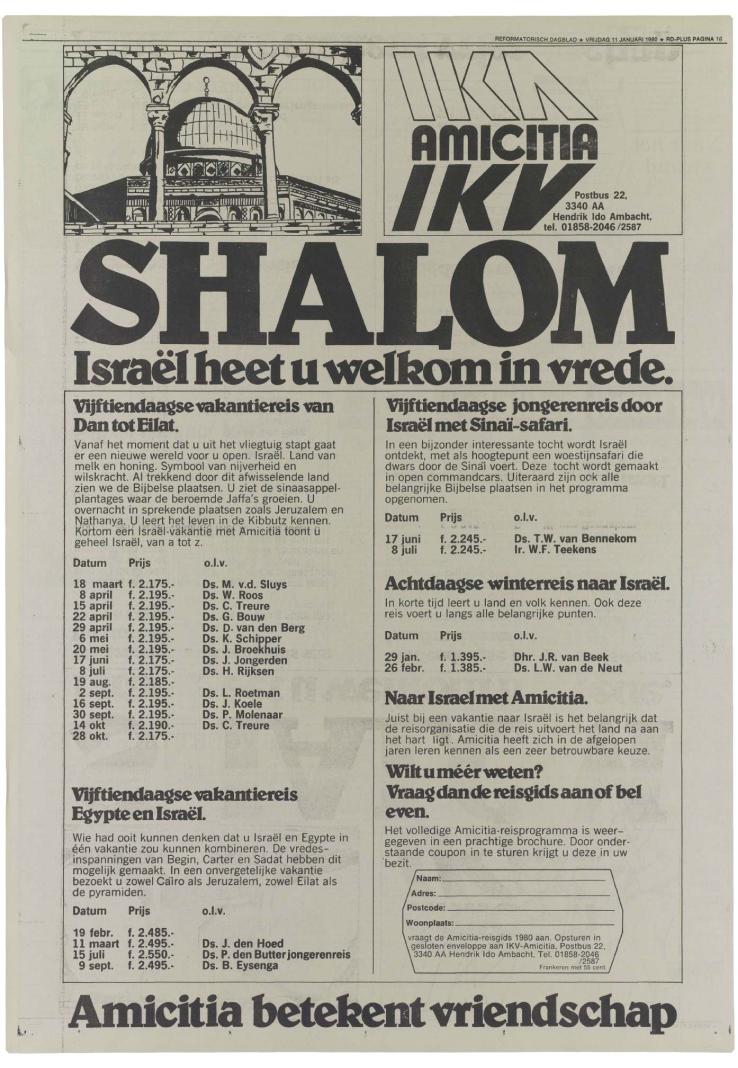 REFORMATORISCH DAGBLAD ★ VRIJDAG 11 JANUARI 1980 ★ RD-PLUS PAGINA 16
IKA
AMICITIA
IKV
Postbus 22,
3340 AA
Hendrik Ido Ambacht,
tel. 01858-2046/2587
SHALOM
Israël heet u welkom in vrede.
Vijftiendaagse vakantiereis van
Dan tot Eilat.
Vanaf het moment dat u uit het vliegtuig stapt gaat
er een nieuwe wereld voor u open. Israël. Land van
melk en honing. Symbool van nijverheid en
wilskracht. Al trekkend door dit afwisselende land
zien we de Bijbelse plaatsen. U ziet de sinaasappel-
plantages waar de beroemde Jaffa's groeien. U
overnacht in sprekende plaatsen zoals Jeruzalem en
Nathanya. U leert het leven in de Kibbutz kennen.
Kortom een Israël-vakantie met Amicitia toont u
geheel Israël, van a tot z.
Datum Prijs o.l.v.
18 maart f. 2.175.- Ds. M. v.d. Sluys
8 april f. 2.195.- Ds. W. Roos
15 april f. 2.195.- Ds. C. Treure
22 april f. 2.195.- Ds. G. Bouw
29 april f. 2.195.- Ds. D. van den Berg
6 mei f. 2.195.- Ds. K. Schipper
20 mei f. 2.195.- Ds. J. Broekhuis
17 juni f. 2.175.- Ds. J. Jongerden
8 juli f. 2.175.- Ds. H. Rijksen
19 aug. f. 2.185.-
2 sept. f. 2.195.- Ds. L. Roetman
16 sept. f. 2.195.- Ds. J. Koele
30 sept. f. 2.195.- Ds. P. Molenaar
14 okt f. 2.190.- Ds. C. Treure
28 okt. f. 2.175.-
Vijftiendaagse vakantiereis
Egypte en Israël.
Wie had ooit kunnen denken dat u Israël en Egypte in
één vakantie zou kunnen kombineren. De vredes-
inspanningen van Begin, Carter en Sadat hebben dit
mogelijk gemaakt. In een onvergetelijke vakantie
bezoekt u zowel Caïro als Jeruzalem, zowel Eilat als
de pyramiden.
Datum Prijs o.l.v.
19 febr. f. 2.485.-
11 maart f. 2.495.- Ds. J. den Hoed
15 juli f. 2.550.- Ds. P. den Butter jongerenreis
9 sept. f. 2.495.- Ds. B. Eysenga
Vijftiendaagse jongerenreis door
Israël met Sinaï-safari.
In een bijzonder interessante tocht wordt Israël
ontdekt, met als hoogtepunt een woestijnsafari die
dwars door de Sinaï voert. Deze tocht wordt gemaakt
in open commandcars. Uiteraard zijn ook alle
belangrijke Bijbelse plaatsen in het programma
opgenomen.
Datum Prijs o.l.v.
17 juni f. 2.245.- Ds. T.W. van Bennekom
8 juli f. 2.245.- Ir. W.F. Teekens
Achtdaagse winterreis naar Israël.
In korte tijd leert u land en volk kennen. Ook deze
reis voert u langs alle belangrijke punten.
Datum Prijs o.l.v.
29 jan. f. 1.395.- Dhr. J.R. van Beek
26 febr. f. 1.385.- Ds. L.W. van de Neut
Naar Israel met Amicitia.
Juist bij een vakantie naar Israël is het belangrijk dat
de reisorganisatie die de reis uitvoert het land na aan
het hart ligt. Amicitia heeft zich in de afgelopen
jaren leren kennen als een zeer betrouwbare keuze.
Wilt u méér weten?
Vraag dan de reisgids aan of bel
even.
Het volledige Amicitia-reisprogramma is weer-
gegeven in een prachtige brochure. Door onder-
staande coupon in te sturen krijgt u deze in uw
bezit.
Naam:
Adres:
Postcode:
Woonplaats:
vraagt de Amicitia-reisgids 1980 aan. Opsturen in
gesloten enveloppe aan IKV-Amicitia, Postbus 22,
3340 AA Hendrik Ido Ambacht, Tel. 01858-2046
/2587
Frankeren met 55 cent
Amicitia betekent vriendschap